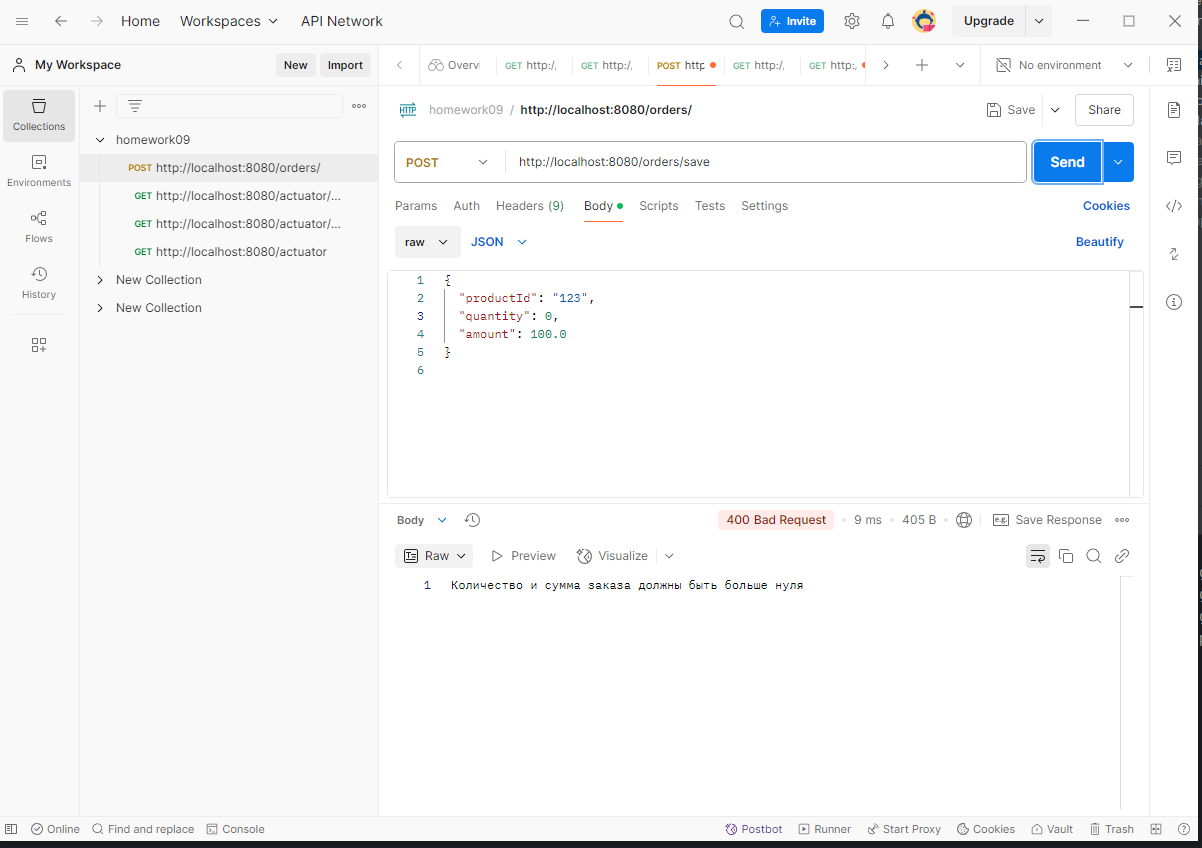 Home Workspaces API Network Invite Upgrade
My Workspace New Import Overvi GET http:/, GET http:/, POST http GET http:/, GET http:/, No environment
Collections
Environments
Flows
History
homework09
POST http://localhost:8080/orders/
GET http://localhost:8080/actuator/...
GET http://localhost:8080/actuator/...
GET http://localhost:8080/actuator
New Collection
New Collection
HTTP homework09 / http://localhost:8080/orders/ Save Share
POST http://localhost:8080/orders/save Send
Params Auth Headers (9) Body Scripts Tests Settings Cookies
raw JSON Beautify
1 {
2 "productId": "123",
3 "quantity": 0,
4 "amount": 100.0
5 }
6
Body 400 Bad Request 9 ms 405 B e.g. Save Response
Raw Preview Visualize
1 Количество и сумма заказа должны быть больше нуля
Online Find and replace Console Postbot Runner Start Proxy Cookies Vault Trash